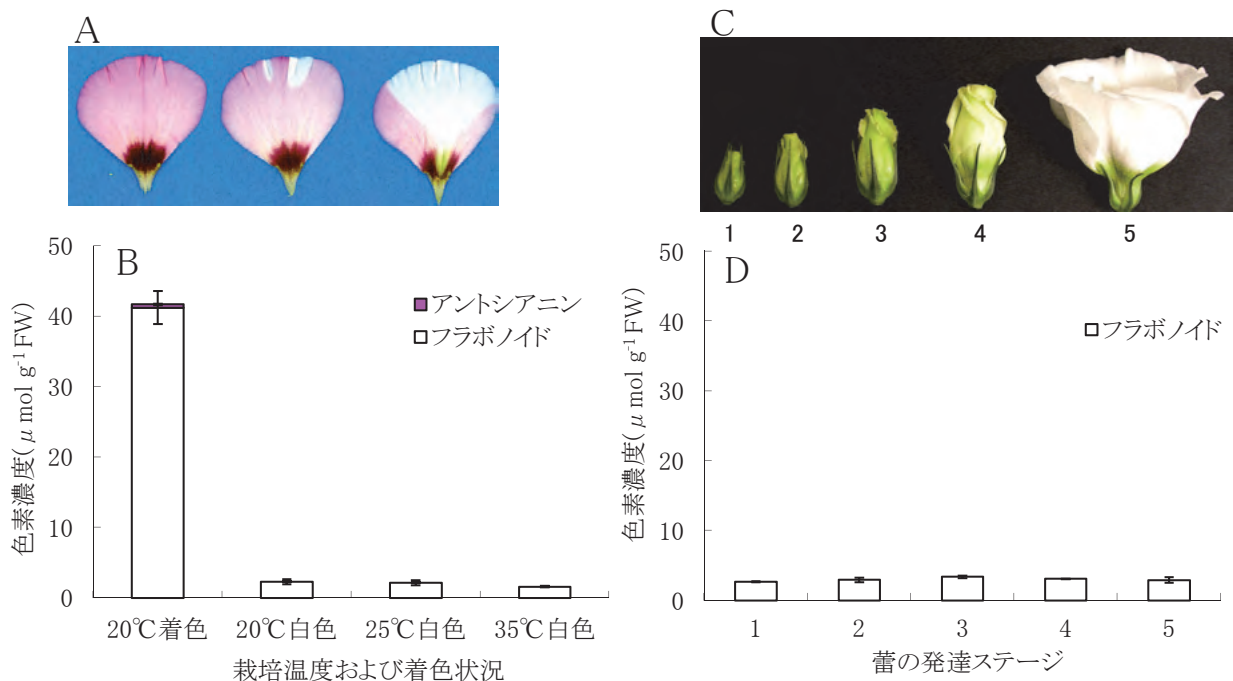 A
C
1 2 3 4 5
B
50
40
30
20
10
0
色素濃度(μ mol g⁻¹FW)
アントシアニン
フラボノイド
20℃着色 20℃白色 25℃白色 35℃白色
栽培温度および着色状況
D
50
40
30
20
10
0
色素濃度(μ mol g⁻¹FW)
フラボノイド
1 2 3 4 5
蕾の発達ステージ